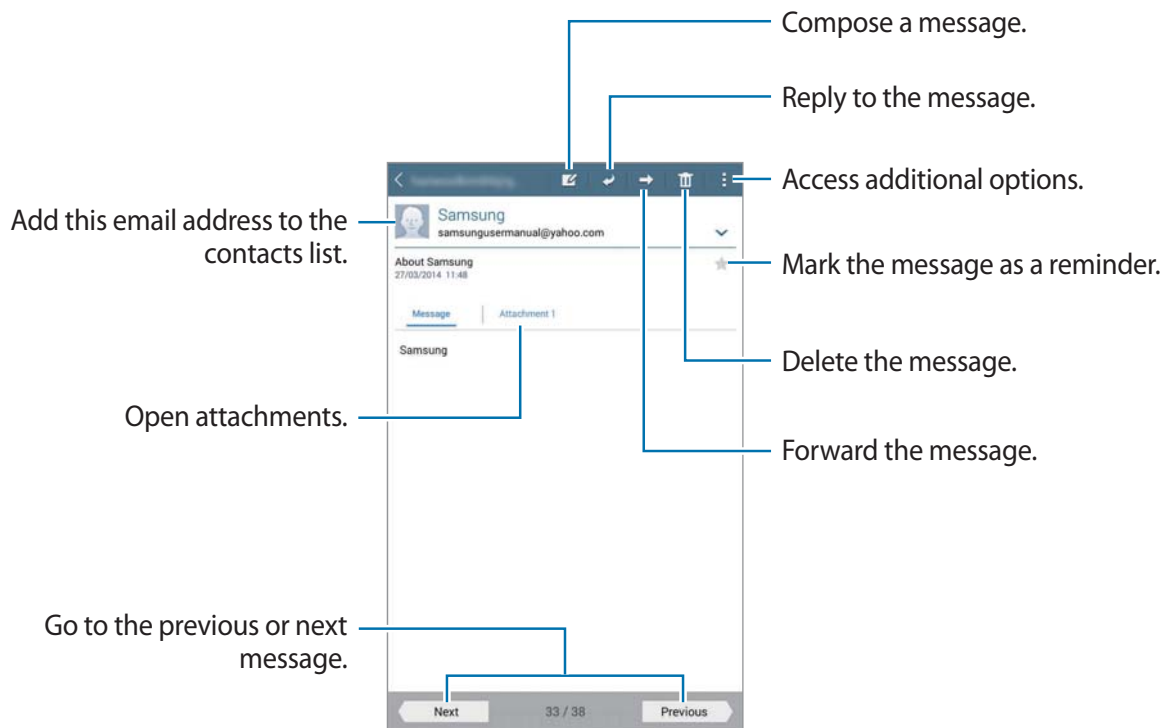 Compose a message.
Reply to the message.
Access additional options.
Add this email address to the
contacts list.
Samsung
samsungusermanual@yahoo.com
About Samsung
27/03/2014 11:48
Mark the message as a reminder.
Message
Attachment 1
Samsung
Delete the message.
Open attachments.
Forward the message.
Go to the previous or next
message.
Next
33 / 38
Previous